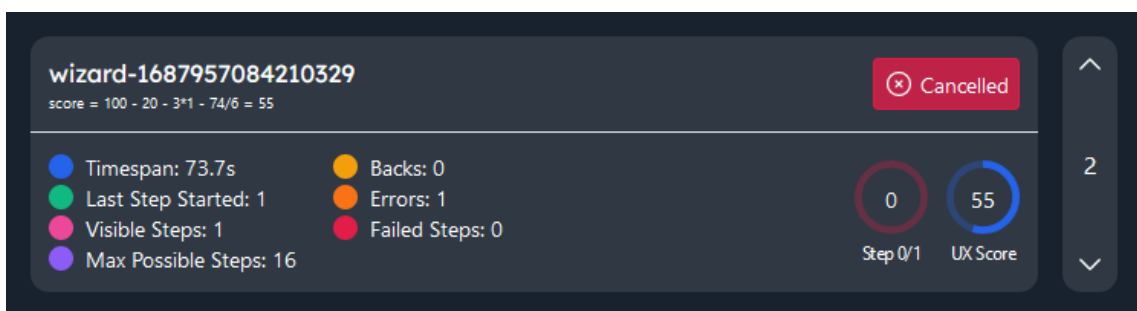 wizard-1687957084210329
score = 100 - 20 - 3*1 - 74/6 = 55
Cancelled
Timespan: 73.7s
Last Step Started: 1
Visible Steps: 1
Max Possible Steps: 16
Backs: 0
Errors: 1
Failed Steps: 0
0
Step 0/1
55
UX Score
2